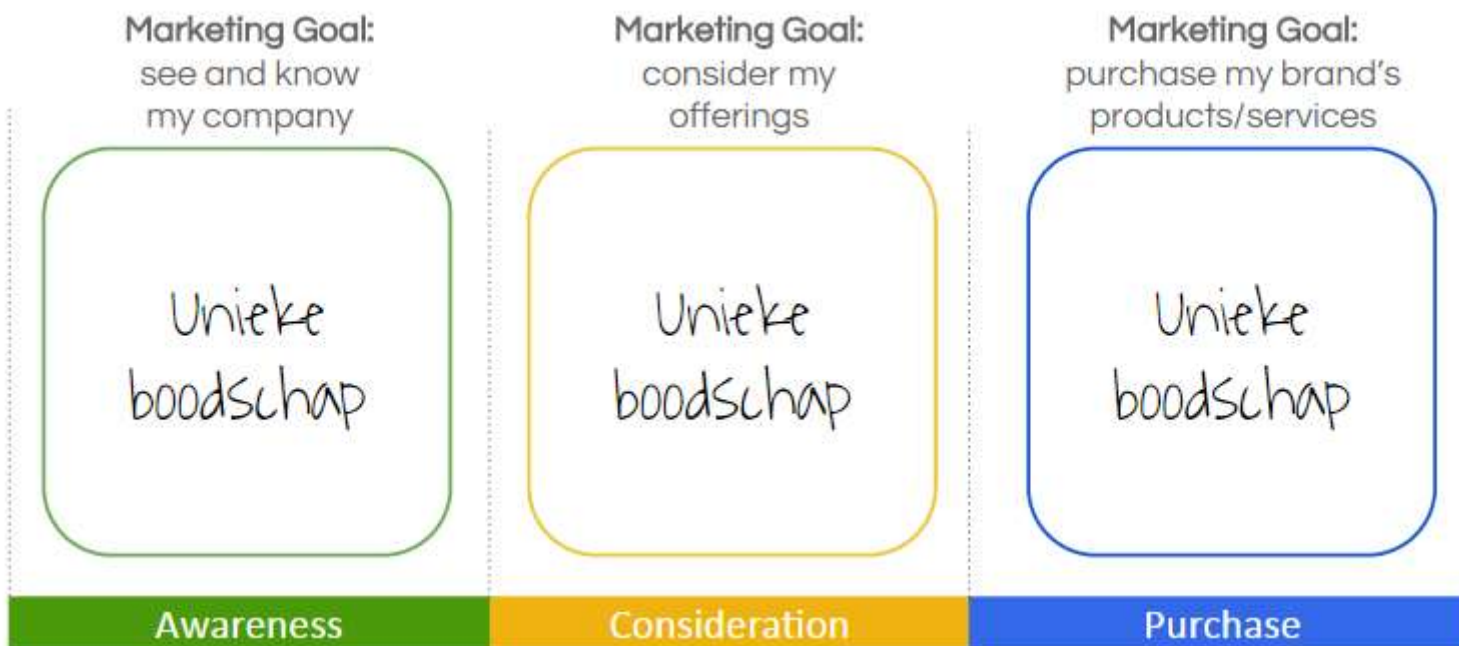 Marketing Goal:
see and know
my company
Marketing Goal:
consider my
offerings
Marketing Goal:
purchase my brand's
products/services
Unieke
boodschap
Unieke
boodschap
Unieke
boodschap
Awareness
Consideration
Purchase